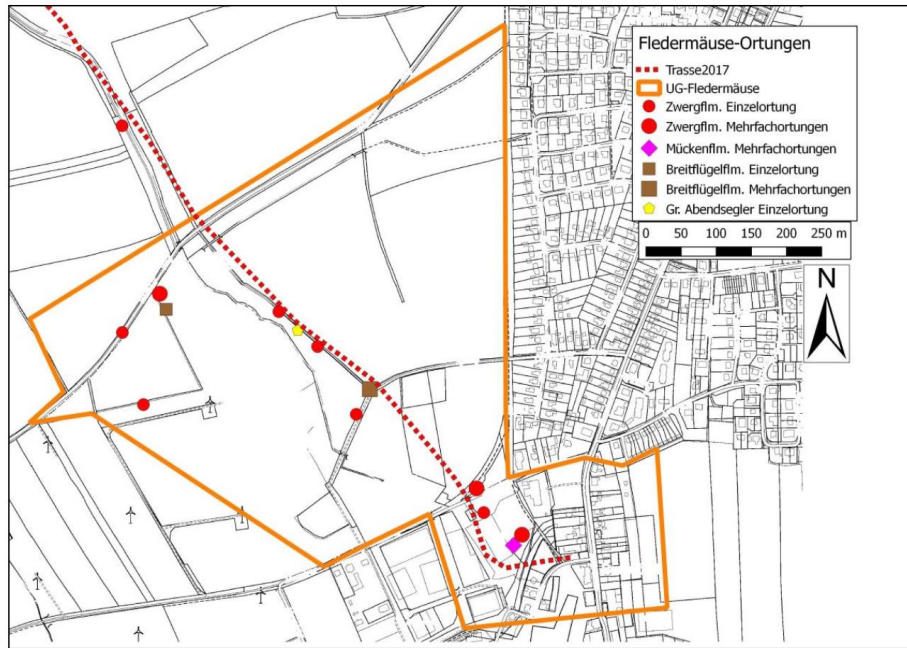 Fledermäuse-Ortungen
Trasse2017
UG-Fledermäuse
Zwergflm. Einzelortung
Zwergflm. Mehrfachortungen
Mückenflm. Mehrfachortungen
Breitflügelflm. Einzelortung
Breitflügelflm. Mehrfachortungen
Gr. Abendsegler Einzelortung
0 50 100 150 200 250 m
N